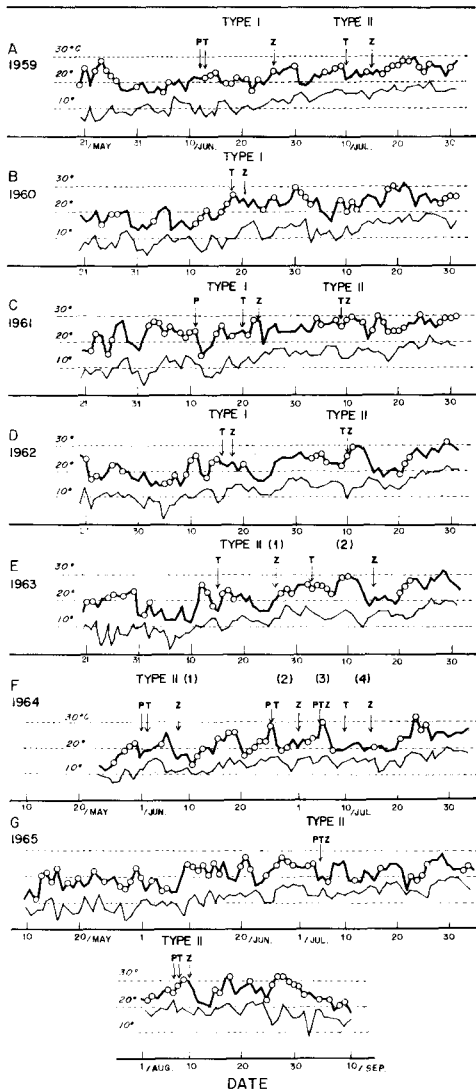 TYPE I TYPE II
P T Z T Z
A
1959
30°C
20°
10°
21/MAY 31 10/JUN. 20 30 10/JUL. 20 30
TYPE I
T Z
B
1960
30°
20°
10°
21 31 10 20 30 10 20 30
TYPE I TYPE II
P T Z TZ
C
1961
30°
20°
10°
21 31 10 20 30 10 20 30
TYPE I TYPE II
T Z TZ
D
1962
30°
20°
10°
31 10 20 30 10 20 30
TYPE II (1) (2)
T Z T Z
E
1963
30°
20°
10°
21 31 10 20 30 10 20 30
TYPE II (1) (2) (3) (4)
PT Z PT Z PTZ T Z
F
1964
30°C
20°
10°
10 20/MAY 1/JUN. 20 1 10/JUL. 20 30
TYPE II
PTZ
G
1965
10 20/MAY 1 20/JUN. 1/JUL. 20 30
TYPE II
PT Z
30°
20°
10°
1/AUG. 20 30 10/SEP.
DATE